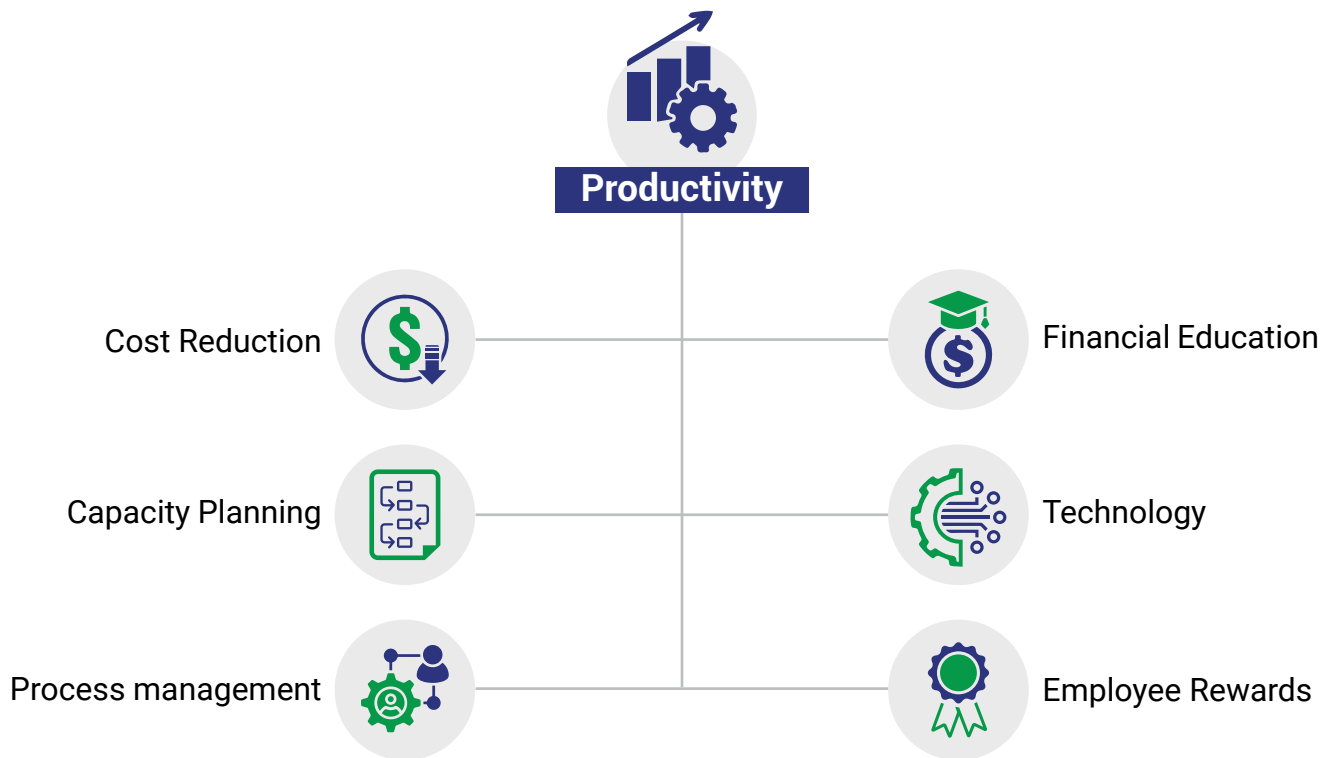 Productivity
Cost Reduction
Financial Education
Capacity Planning
Technology
Process management
Employee Rewards